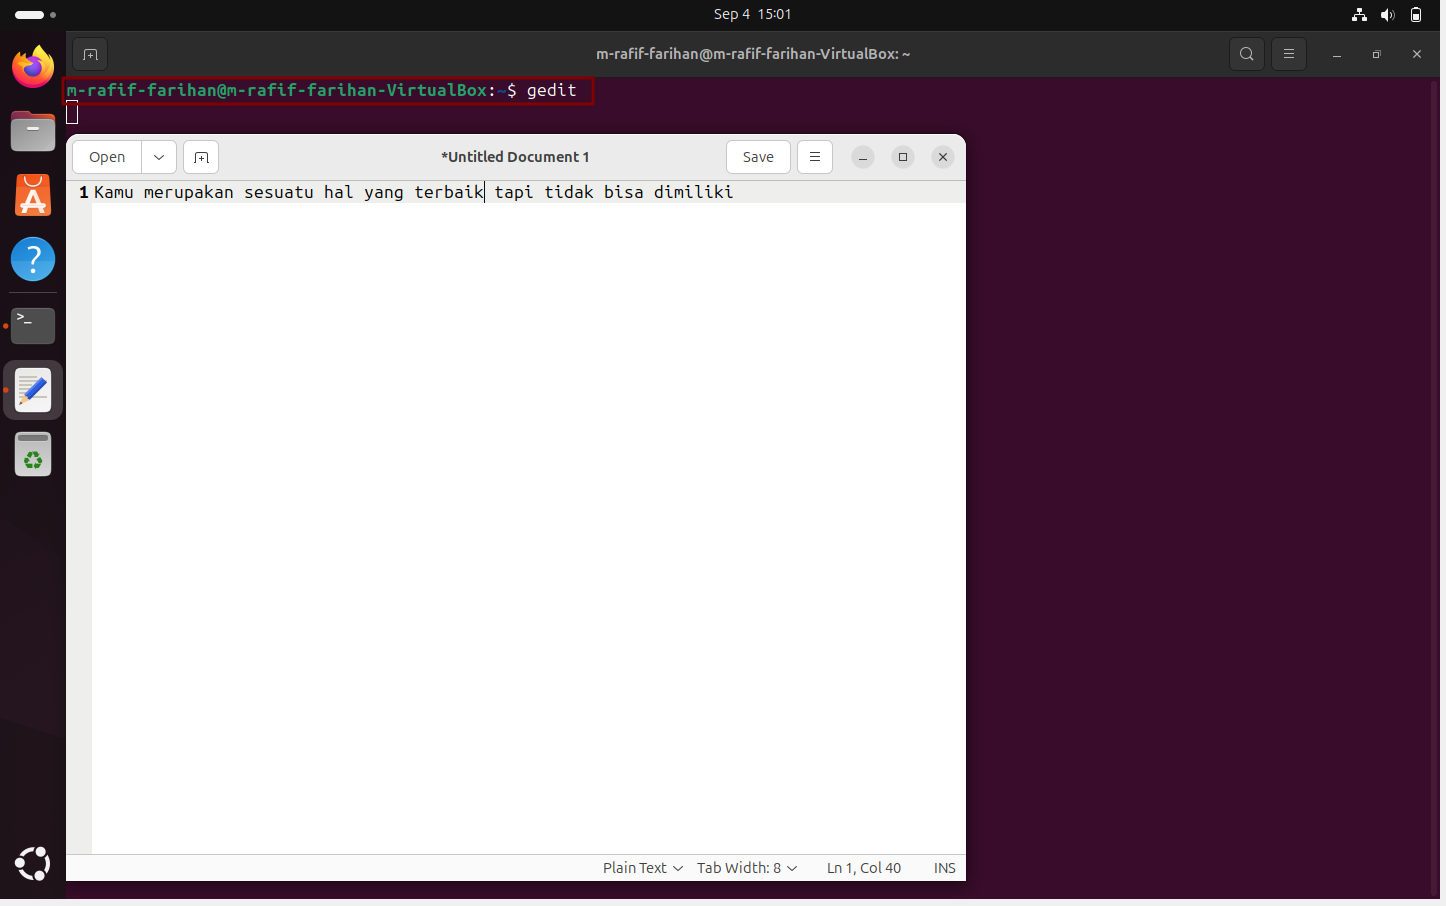 Sep 4 15:01
m-rafif-farihan@m-rafif-farihan-VirtualBox: ~
m-rafif-farihan@m-rafif-farihan-VirtualBox:~$ gedit
Open
*Untitled Document 1
Save
1 Kamu merupakan sesuatu hal yang terbaik tapi tidak bisa dimiliki
Plain Text Tab Width: 8 Ln 1, Col 40 INS